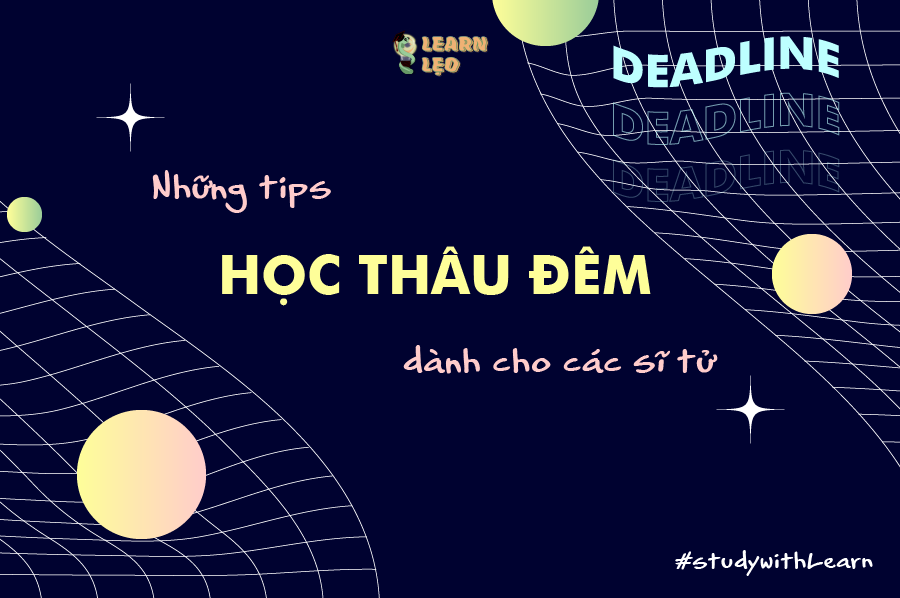 LEARN
LẸO
DEADLINE
DEADLINE
DEADLINE
Những tips
HỌC THÂU ĐÊM
dành cho các sĩ tử
#studywithLearn